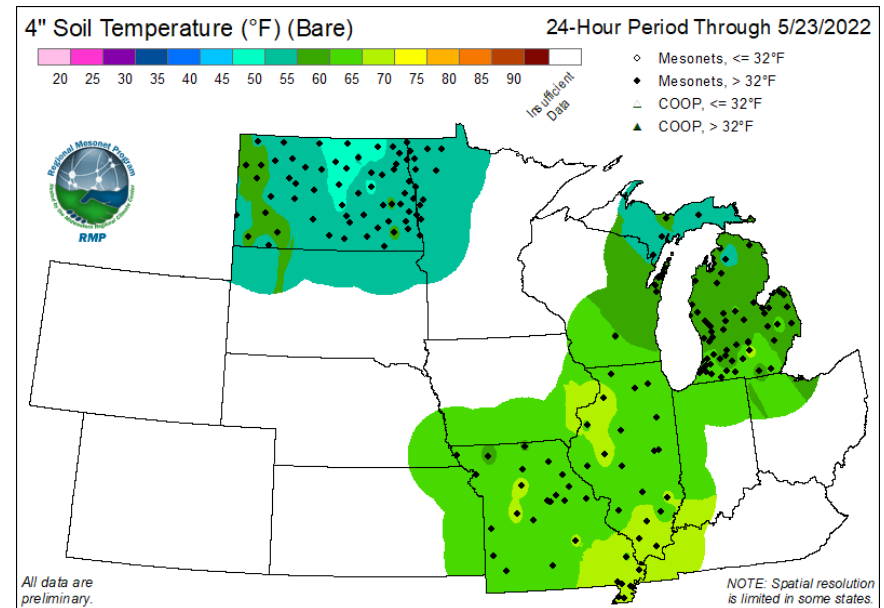 4" Soil Temperature (°F) (Bare)
24-Hour Period Through 5/23/2022
20 25 30 35 40 45 50 55 60 65 70 75 80 85 90
Insufficient
Data
Mesonets, <= 32°F
Mesonets, > 32°F
COOP, <= 32°F
COOP, > 32°F
Regional Mesonet Program
RMP
All data are
preliminary.
NOTE: Spatial resolution
is limited in some states.